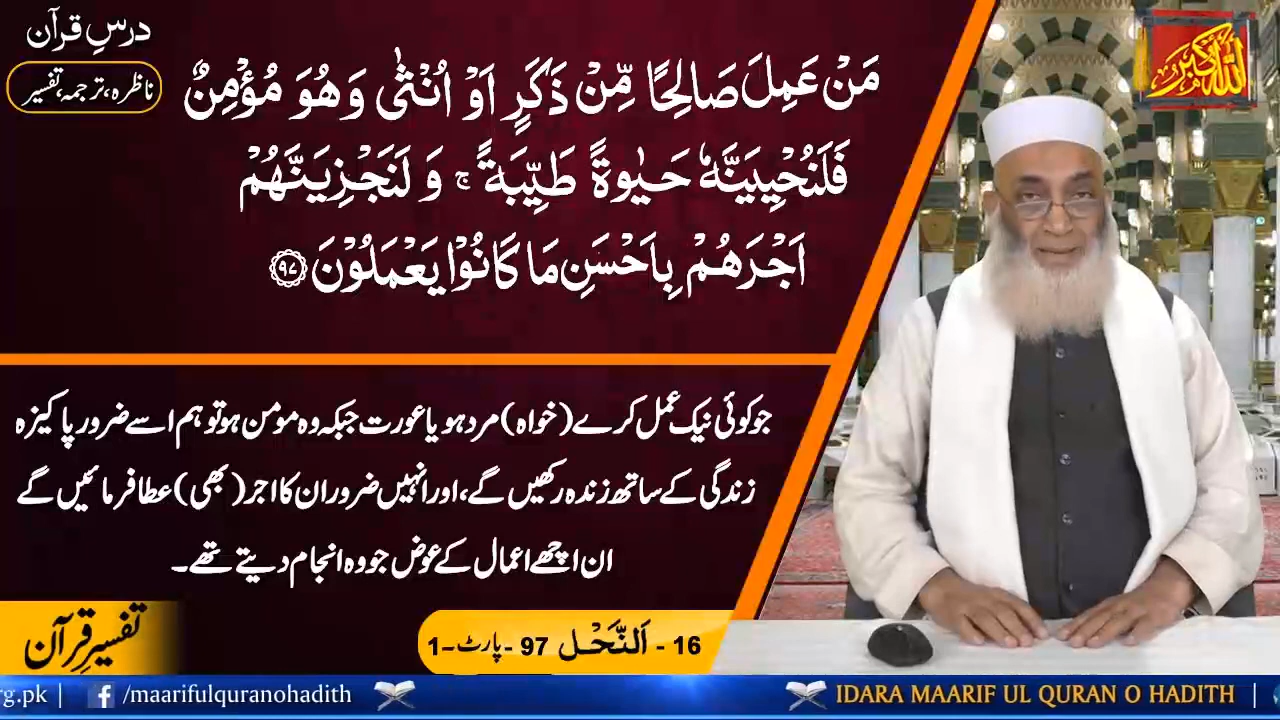 درسِ قرآن
ناظرہ، ترجمہ، تفسیر
مَنْ عَمِلَ صَالِحًا مِّنْ ذَكَرٍ اَوْ اُنْثٰى وَهُوَ مُؤْمِنٌ
فَلَنُحْيِيَنَّهٗ حَيٰوةً طَيِّبَةً ۚ وَ لَنَجْزِيَنَّهُمْ
اَجْرَهُمْ بِاَحْسَنِ مَا كَانُوْا يَعْمَلُوْنَ ۝۹۷
اللہ اکبر
جو کوئی نیک عمل کرے (خواہ) مرد ہو یا عورت جبکہ وہ مومن ہو تو ہم اسے ضرور پاکیزہ
زندگی کے ساتھ زندہ رکھیں گے، اور انہیں ضرور ان کا اجر (بھی) عطا فرمائیں گے
ان اچھے اعمال کے عوض جو وہ انجام دیتے تھے۔
تفسیرِ قرآن
16 - اَلنَّحْل 97 - پارٹ-1
rg.pk | /maarifulquranohadith IDARA MAARIF UL QURAN O HADITH |